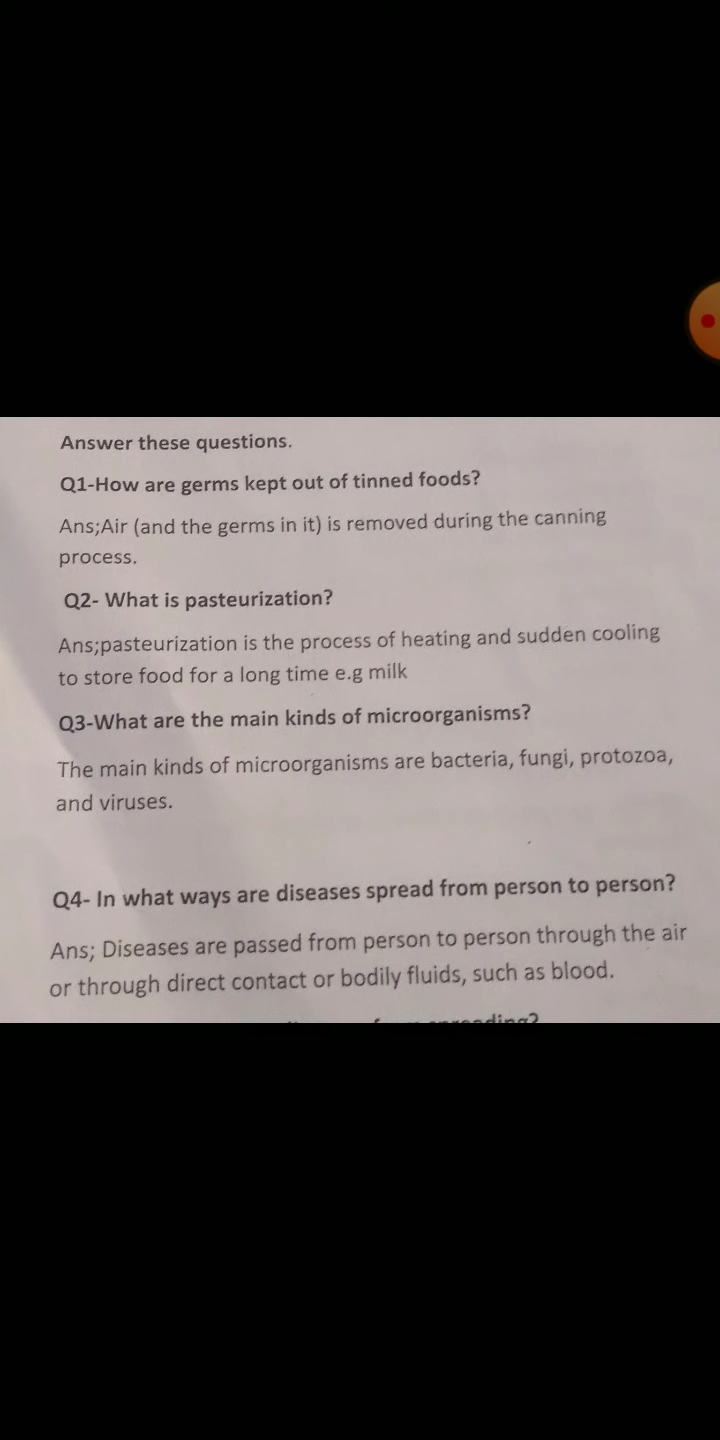 Answer these questions.
Q1-How are germs kept out of tinned foods?
Ans;Air (and the germs in it) is removed during the canning
process.
Q2- What is pasteurization?
Ans;pasteurization is the process of heating and sudden cooling
to store food for a long time e.g milk
Q3-What are the main kinds of microorganisms?
The main kinds of microorganisms are bacteria, fungi, protozoa,
and viruses.
Q4- In what ways are diseases spread from person to person?
Ans; Diseases are passed from person to person through the air
or through direct contact or bodily fluids, such as blood.